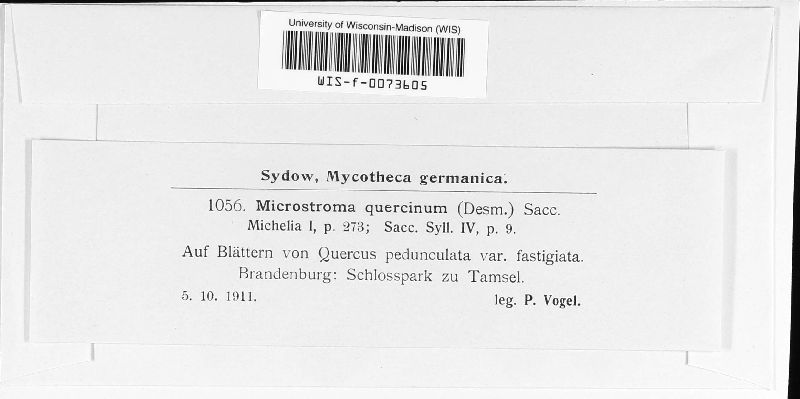 University of Wisconsin-Madison (WIS)
WIS-f-0073605
Sydow, Mycotheca germanica.
1056. Microstroma quercinum (Desm.) Sacc.
Michelia I, p. 273; Sacc. Syll. IV, p. 9.
Auf Blättern von Quercus pedunculata var. fastigiata.
Brandenburg: Schlosspark zu Tamsel.
5. 10. 1911. leg. P. Vogel.